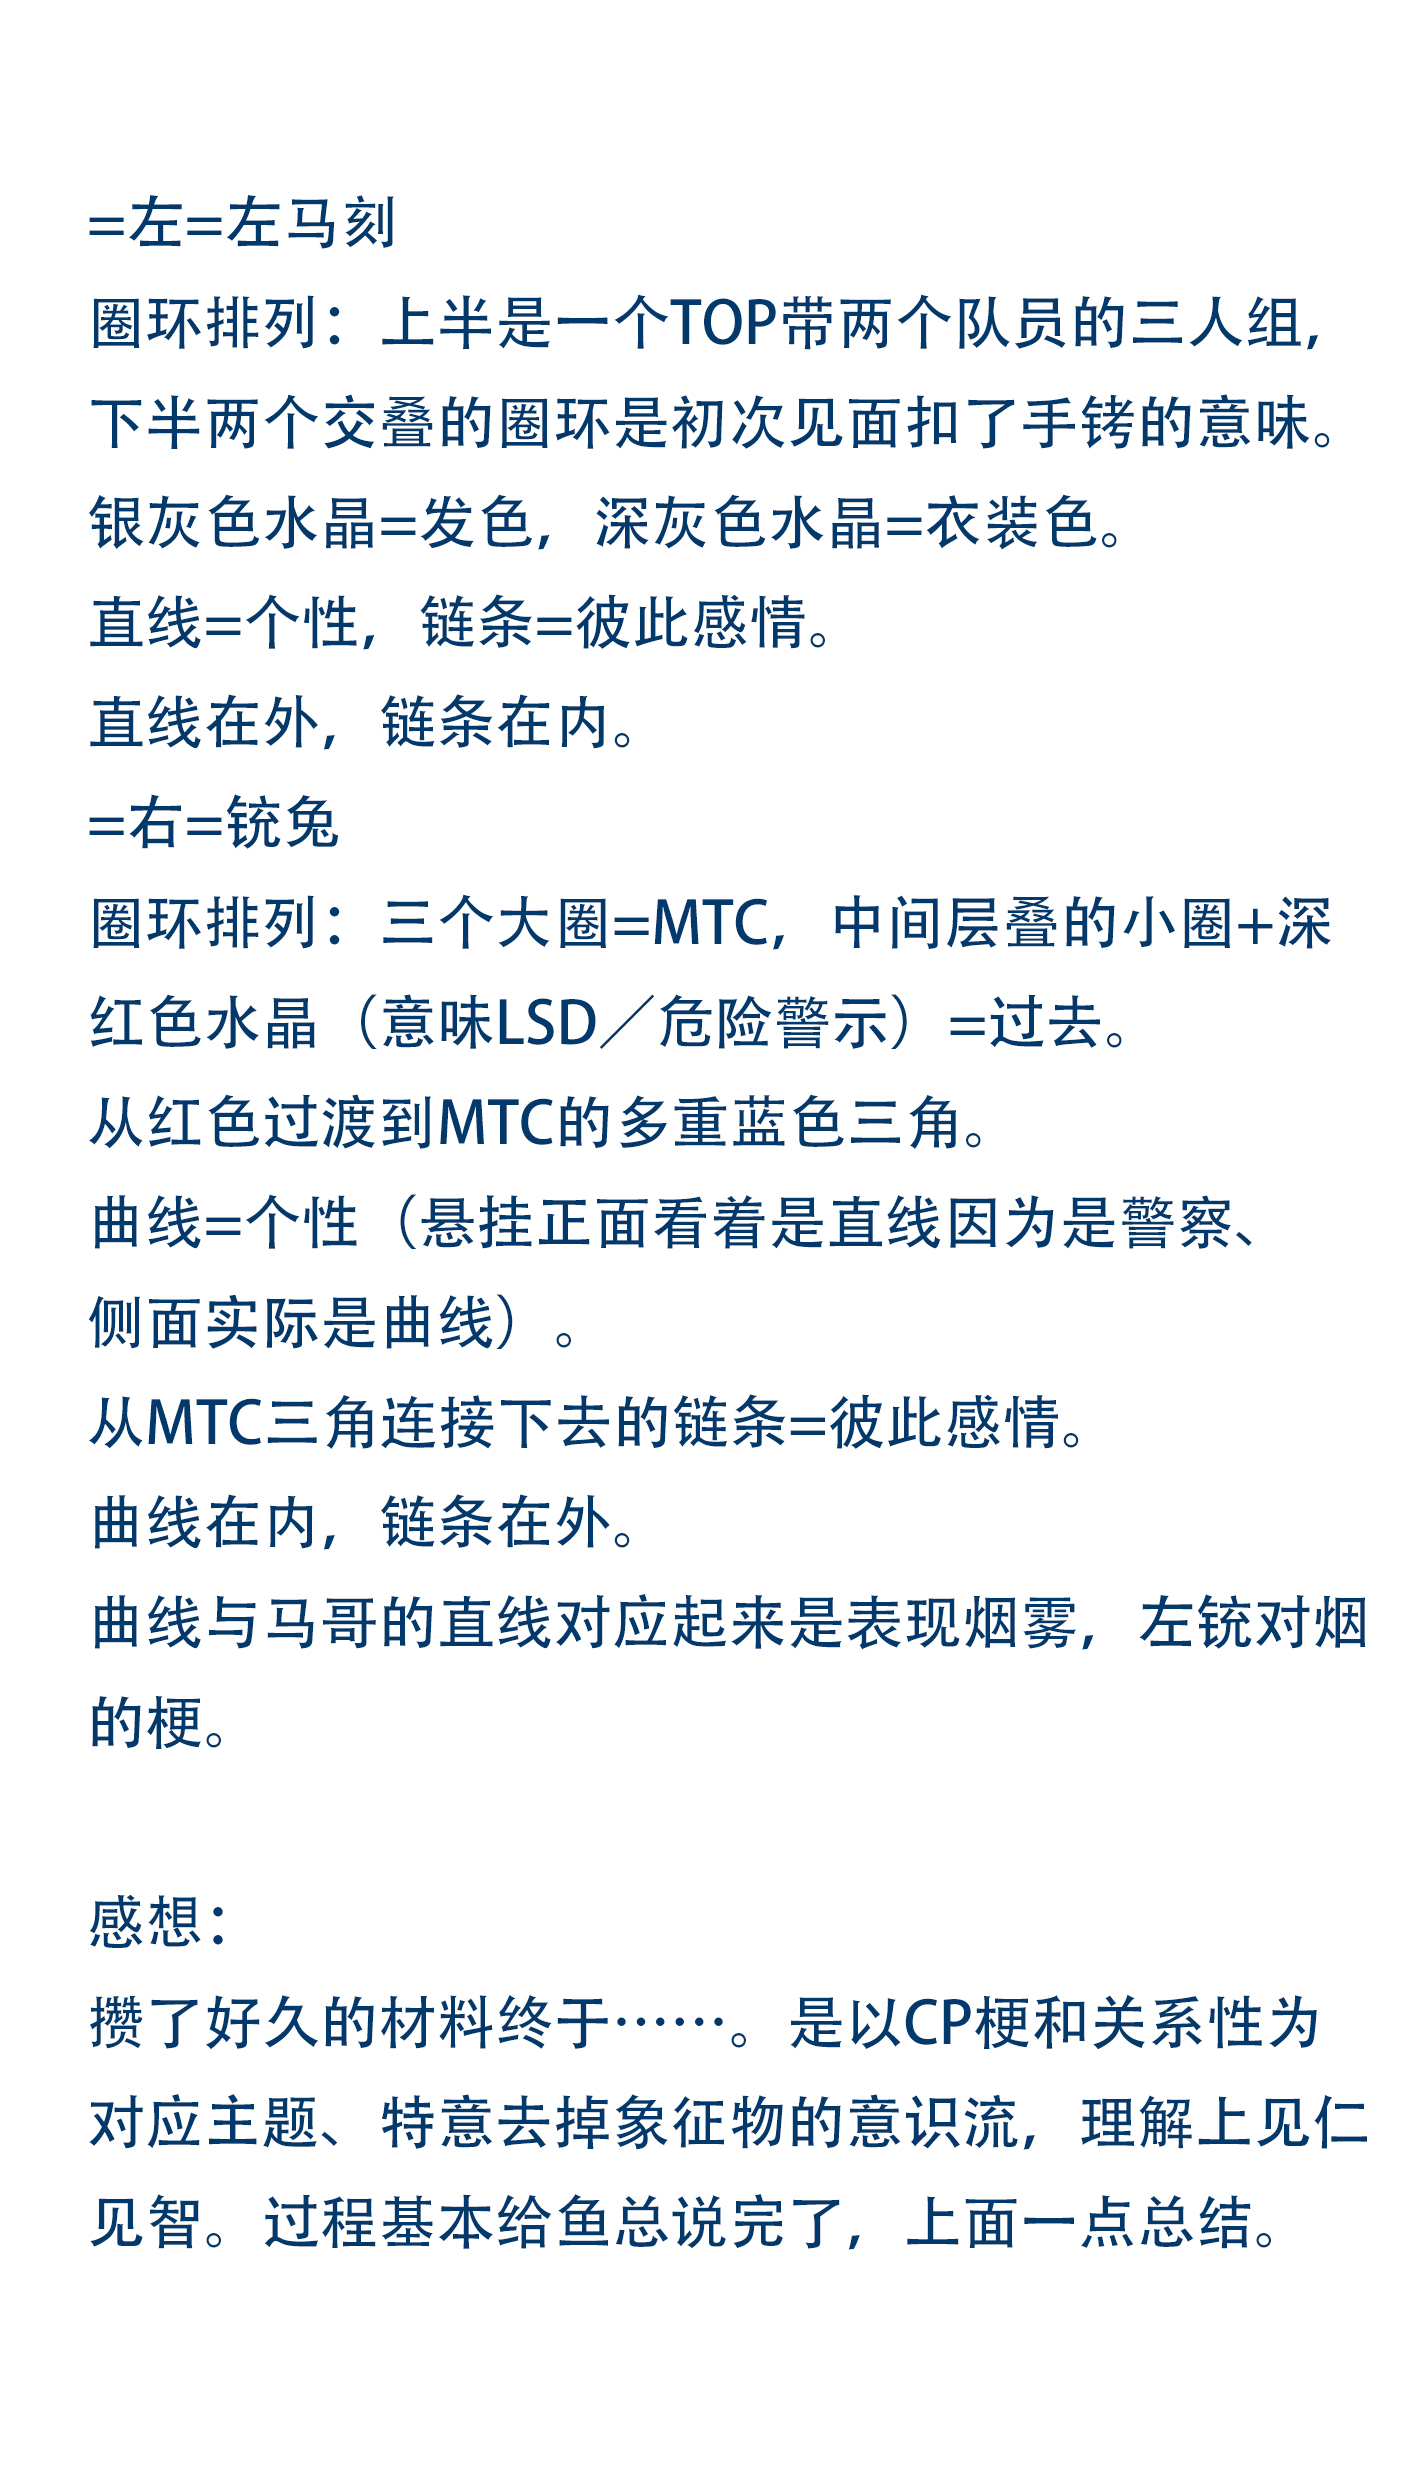 =左=左马刻
圈环排列：上半是一个TOP带两个队员的三人组，
下半两个交叠的圈环是初次见面扣了手铐的意味。
银灰色水晶=发色，深灰色水晶=衣装色。
直线=个性，链条=彼此感情。
直线在外，链条在内。
=右=铳兔
圈环排列：三个大圈=MTC，中间层叠的小圈+深
红色水晶（意味LSD／危险警示）=过去。
从红色过渡到MTC的多重蓝色三角。
曲线=个性（悬挂正面看着是直线因为是警察、
侧面实际是曲线）。
从MTC三角连接下去的链条=彼此感情。
曲线在内，链条在外。
曲线与马哥的直线对应起来是表现烟雾，左铳对烟
的梗。
感想：
攒了好久的材料终于……。是以CP梗和关系性为
对应主题、特意去掉象征物的意识流，理解上见仁
见智。过程基本给鱼总说完了，上面一点总结。